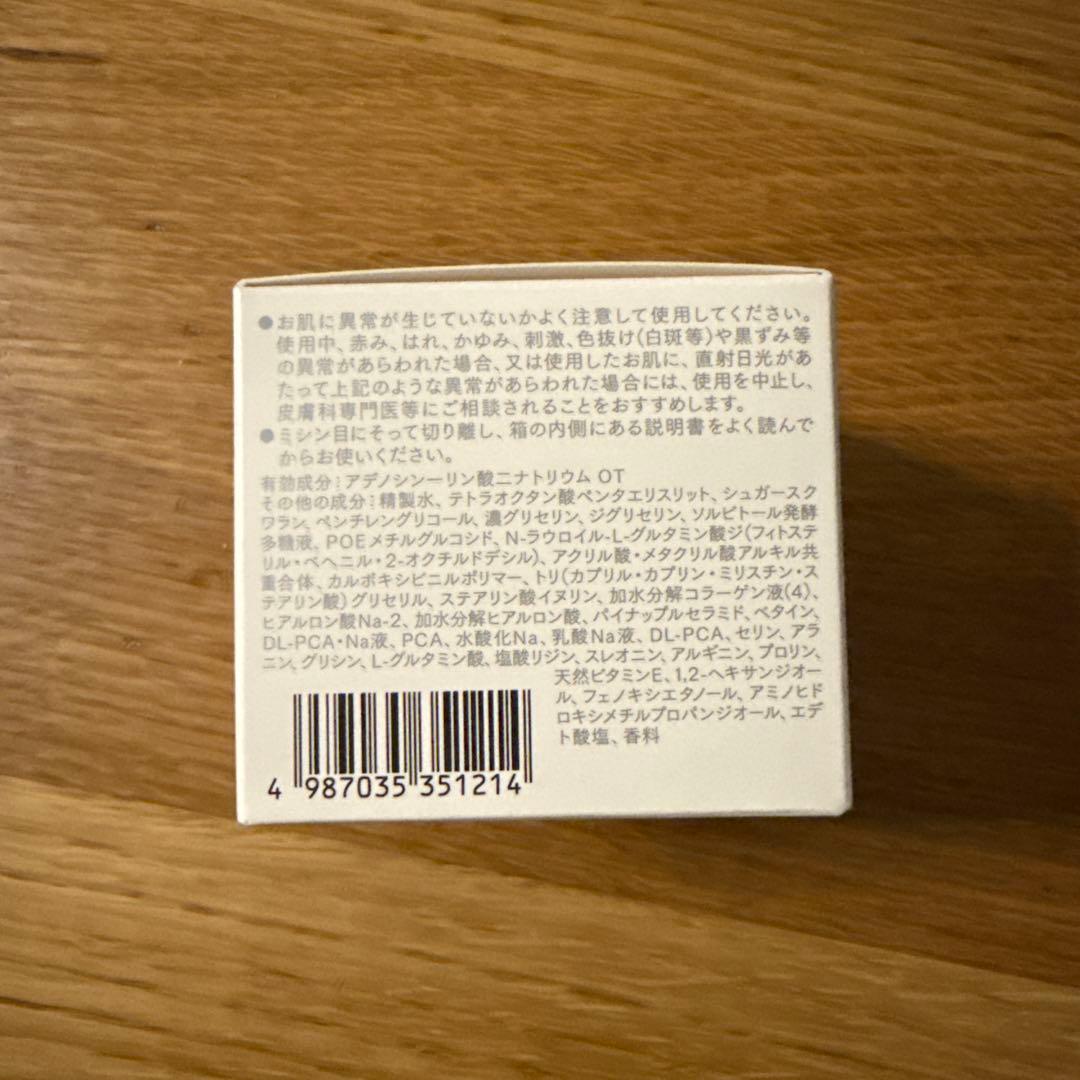 ●お肌に異常が生じていないかよく注意して使用してください。
使用中、赤み、はれ、かゆみ、刺激、色抜け(白斑等)や黒ずみ等
の異常があらわれた場合、又は使用したお肌に、直射日光があ
たって上記のような異常があらわれた場合には、使用を中止し、
皮膚科専門医等にご相談されることをおすすめします。
●ミシン目にそって切り離し、箱の内側にある説明書をよく読んで
からお使いください。
有効成分：アデノシン一リン酸二ナトリウム OT
その他の成分：精製水、テトラオクタン酸ペンタエリスリット、シュガースク
ワラン、ペンチレングリコール、濃グリセリン、ジグリセリン、ソルビトール発酵
多糖液、POEメチルグルコシド、N-ラウロイル-L-グルタミン酸ジ(フィトステ
リル・ベヘニル・2-オクチルドデシル)、アクリル酸・メタクリル酸アルキル共
重合体、カルボキシビニルポリマー、トリ(カプリル・カプリン・ミリスチン・ス
テアリン酸)グリセリル、ステアリン酸イヌリン、加水分解コラーゲン液(4)、
ヒアルロン酸Na-2、加水分解ヒアルロン酸、パイナップルセラミド、ベタイン、
DL-PCA・Na液、PCA、水酸化Na、乳酸Na液、DL-PCA、セリン、アラ
ニン、グリシン、L-グルタミン酸、塩酸リジン、スレオニン、アルギニン、プロリン、
天然ビタミンE、1,2-ヘキサンジオー
ル、フェノキシエタノール、アミノヒド
ロキシメチルプロパンジオール、エデ
ト酸塩、香料
4 987035 351214